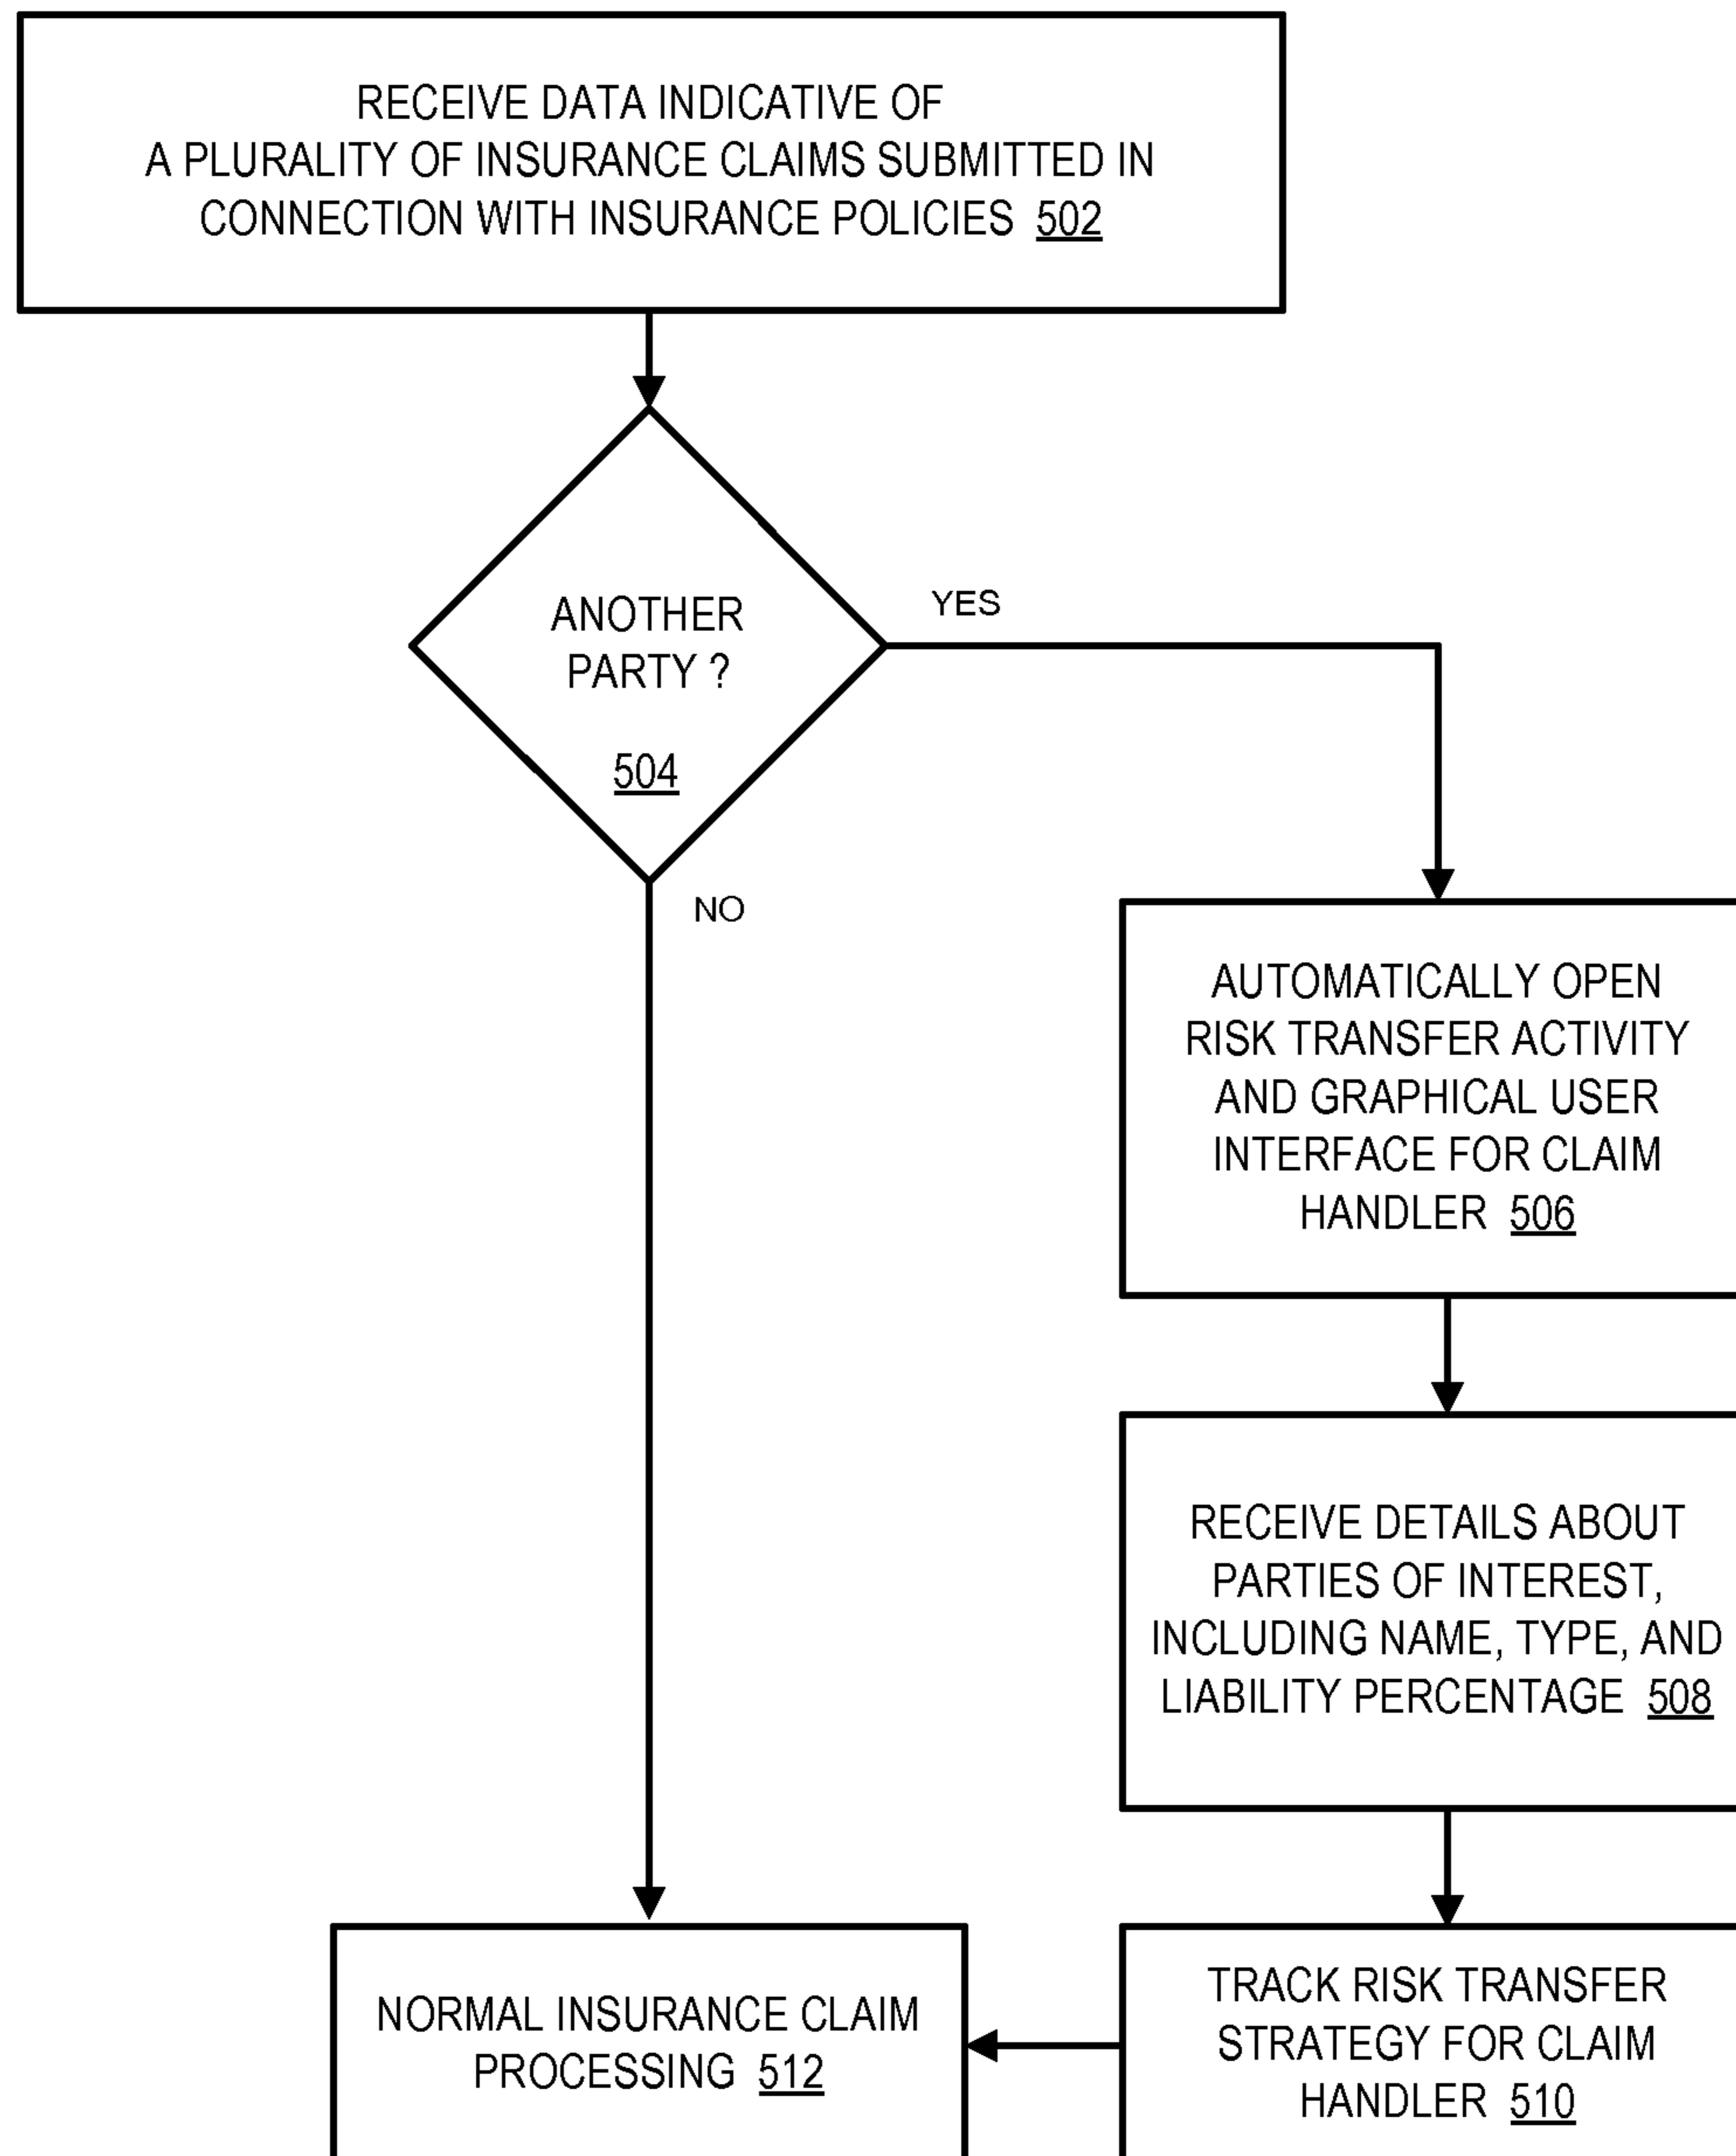 RECEIVE DATA INDICATIVE OF
A PLURALITY OF INSURANCE CLAIMS SUBMITTED IN
CONNECTION WITH INSURANCE POLICIES 502
ANOTHER
PARTY ?
504
YES
NO
AUTOMATICALLY OPEN
RISK TRANSFER ACTIVITY
AND GRAPHICAL USER
INTERFACE FOR CLAIM
HANDLER 506
RECEIVE DETAILS ABOUT
PARTIES OF INTEREST,
INCLUDING NAME, TYPE, AND
LIABILITY PERCENTAGE 508
TRACK RISK TRANSFER
STRATEGY FOR CLAIM
HANDLER 510
NORMAL INSURANCE CLAIM
PROCESSING 512